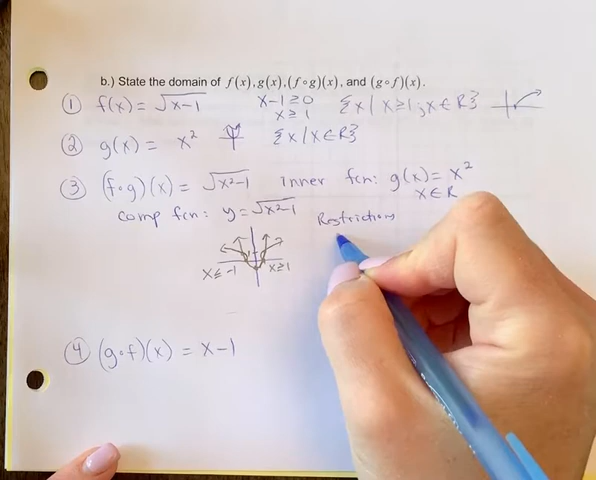 b.) State the domain of f(x), g(x), (f∘g)(x), and (g∘f)(x).
① f(x) = √x-1 x-1≥0 {x | x≥1; x∈R}
x≥1
② g(x) = x² {x | x∈R}
③ (f∘g)(x) = √x²-1 inner fcn: g(x) = x²
x∈R
comp fcn: y = √x²-1 Restrictions
x≤-1 x≥1
④ (g∘f)(x) = x-1